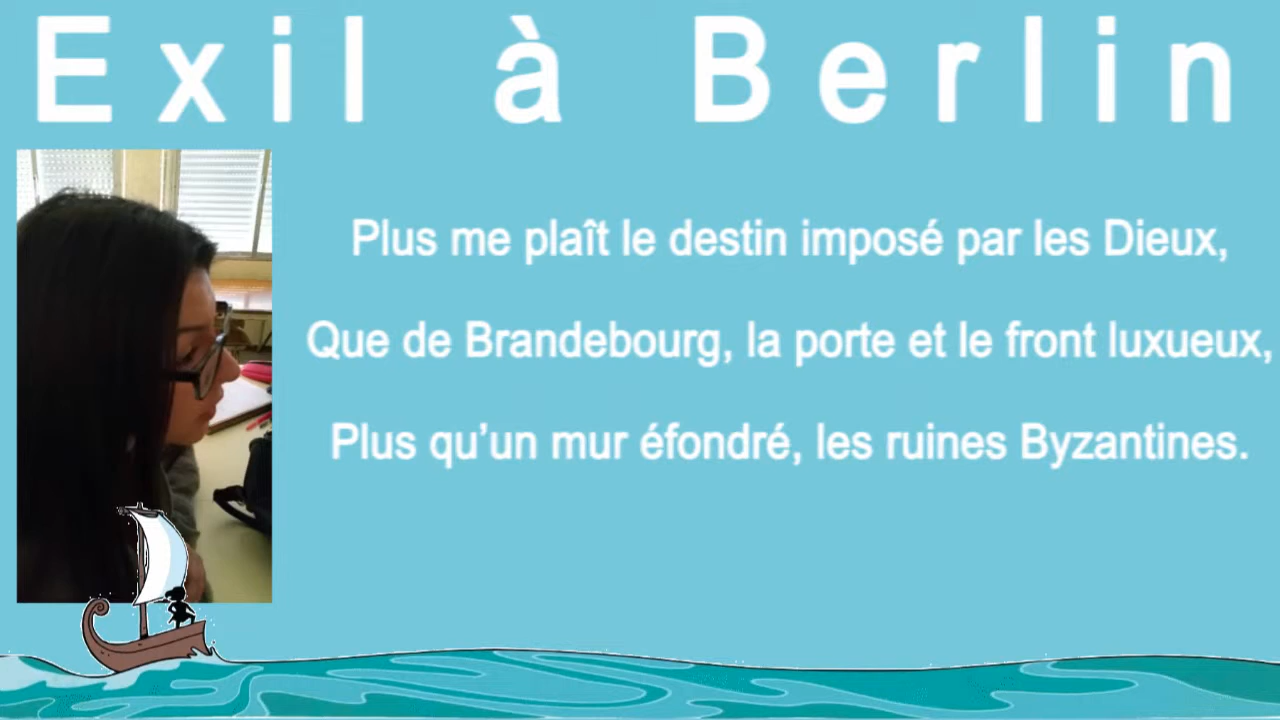 Exil à Berlin
Plus me plaît le destin imposé par les Dieux,
Que de Brandebourg, la porte et le front luxueux,
Plus qu’un mur éfondré, les ruines Byzantines.